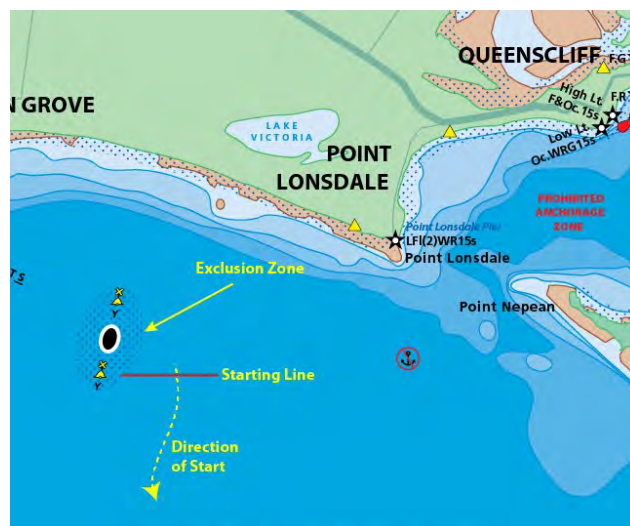 QUEENSCLIFF
F.G
High Lt.
F&Oc.15s
F.R
N GROVE
LAKE
VICTORIA
Low Lt.
Oc.WRG15s
POINT
LONSDALE
PROHIBITED
ANCHORAGE
ZONE
Point Lonsdale Pile
LFl(2)WR15s
Point Lonsdale
Exclusion Zone
T S
Point Nepean
Y
Starting Line
Y
Direction
of Start